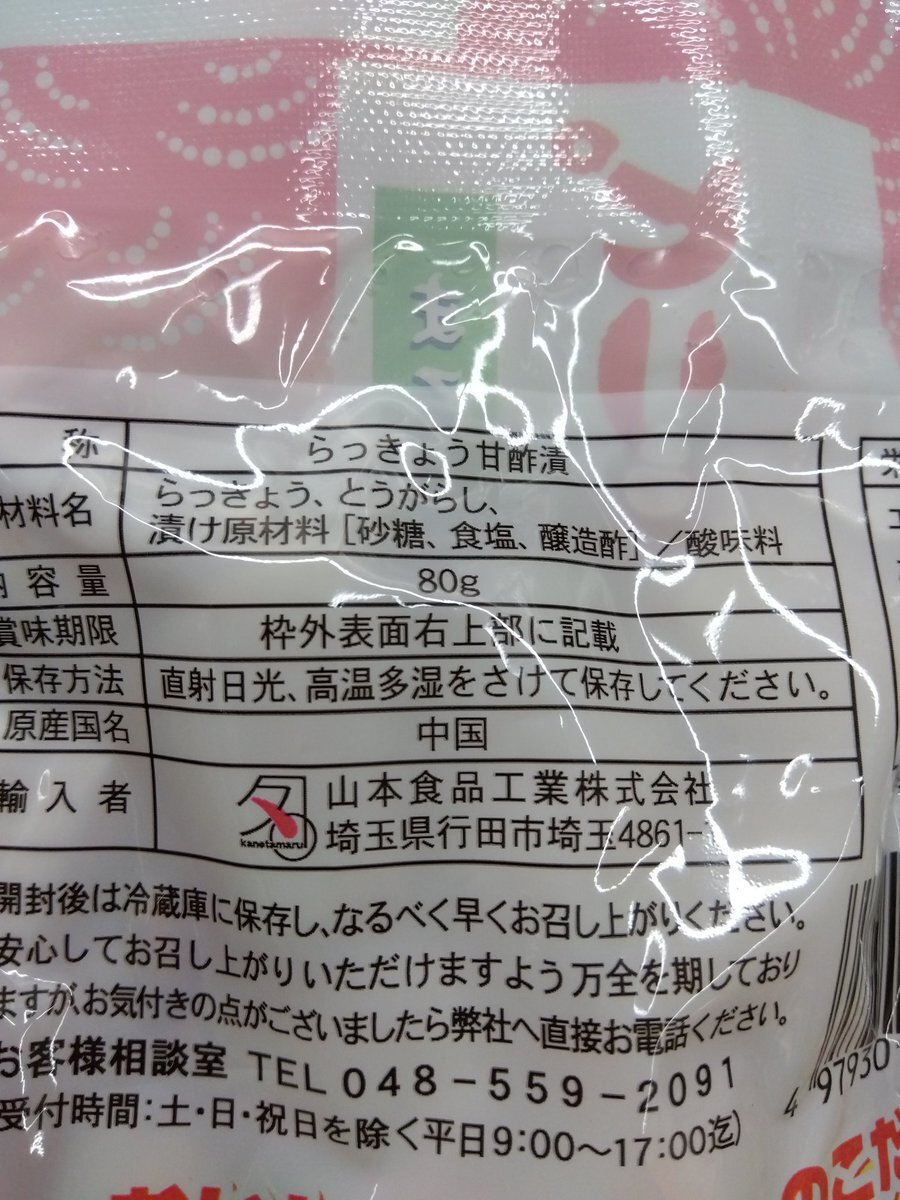 称 らっきょう甘酢漬
材料名 らっきょう、とうがらし、
漬け原材料［砂糖、食塩、醸造酢］／酸味料
内容量 80g
賞味期限 枠外表面右上部に記載
保存方法 直射日光、高温多湿をさけて保存してください。
原産国名 中国
輸入者 山本食品工業株式会社
kanetamaru 埼玉県行田市埼玉4861-
開封後は冷蔵庫に保存し、なるべく早くお召し上がりください。
安心してお召し上がりいただけますよう万全を期しており
ますが、お気付きの点がございましたら弊社へ直接お電話ください。
お客様相談室 TEL 048-559-2091
受付時間:土・日・祝日を除く平日9:00～17:00迄)
4 97930
のこだ